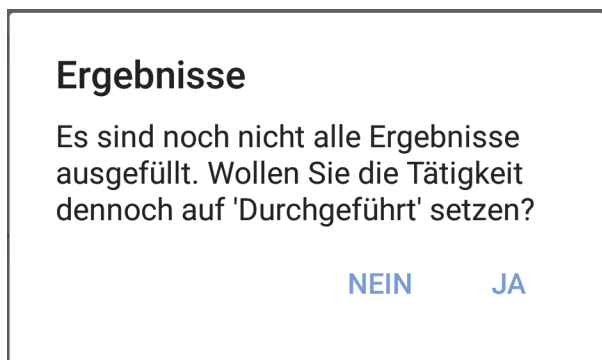 Ergebnisse
Es sind noch nicht alle Ergebnisse
ausgefüllt. Wollen Sie die Tätigkeit
dennoch auf 'Durchgeführt' setzen?
NEIN JA